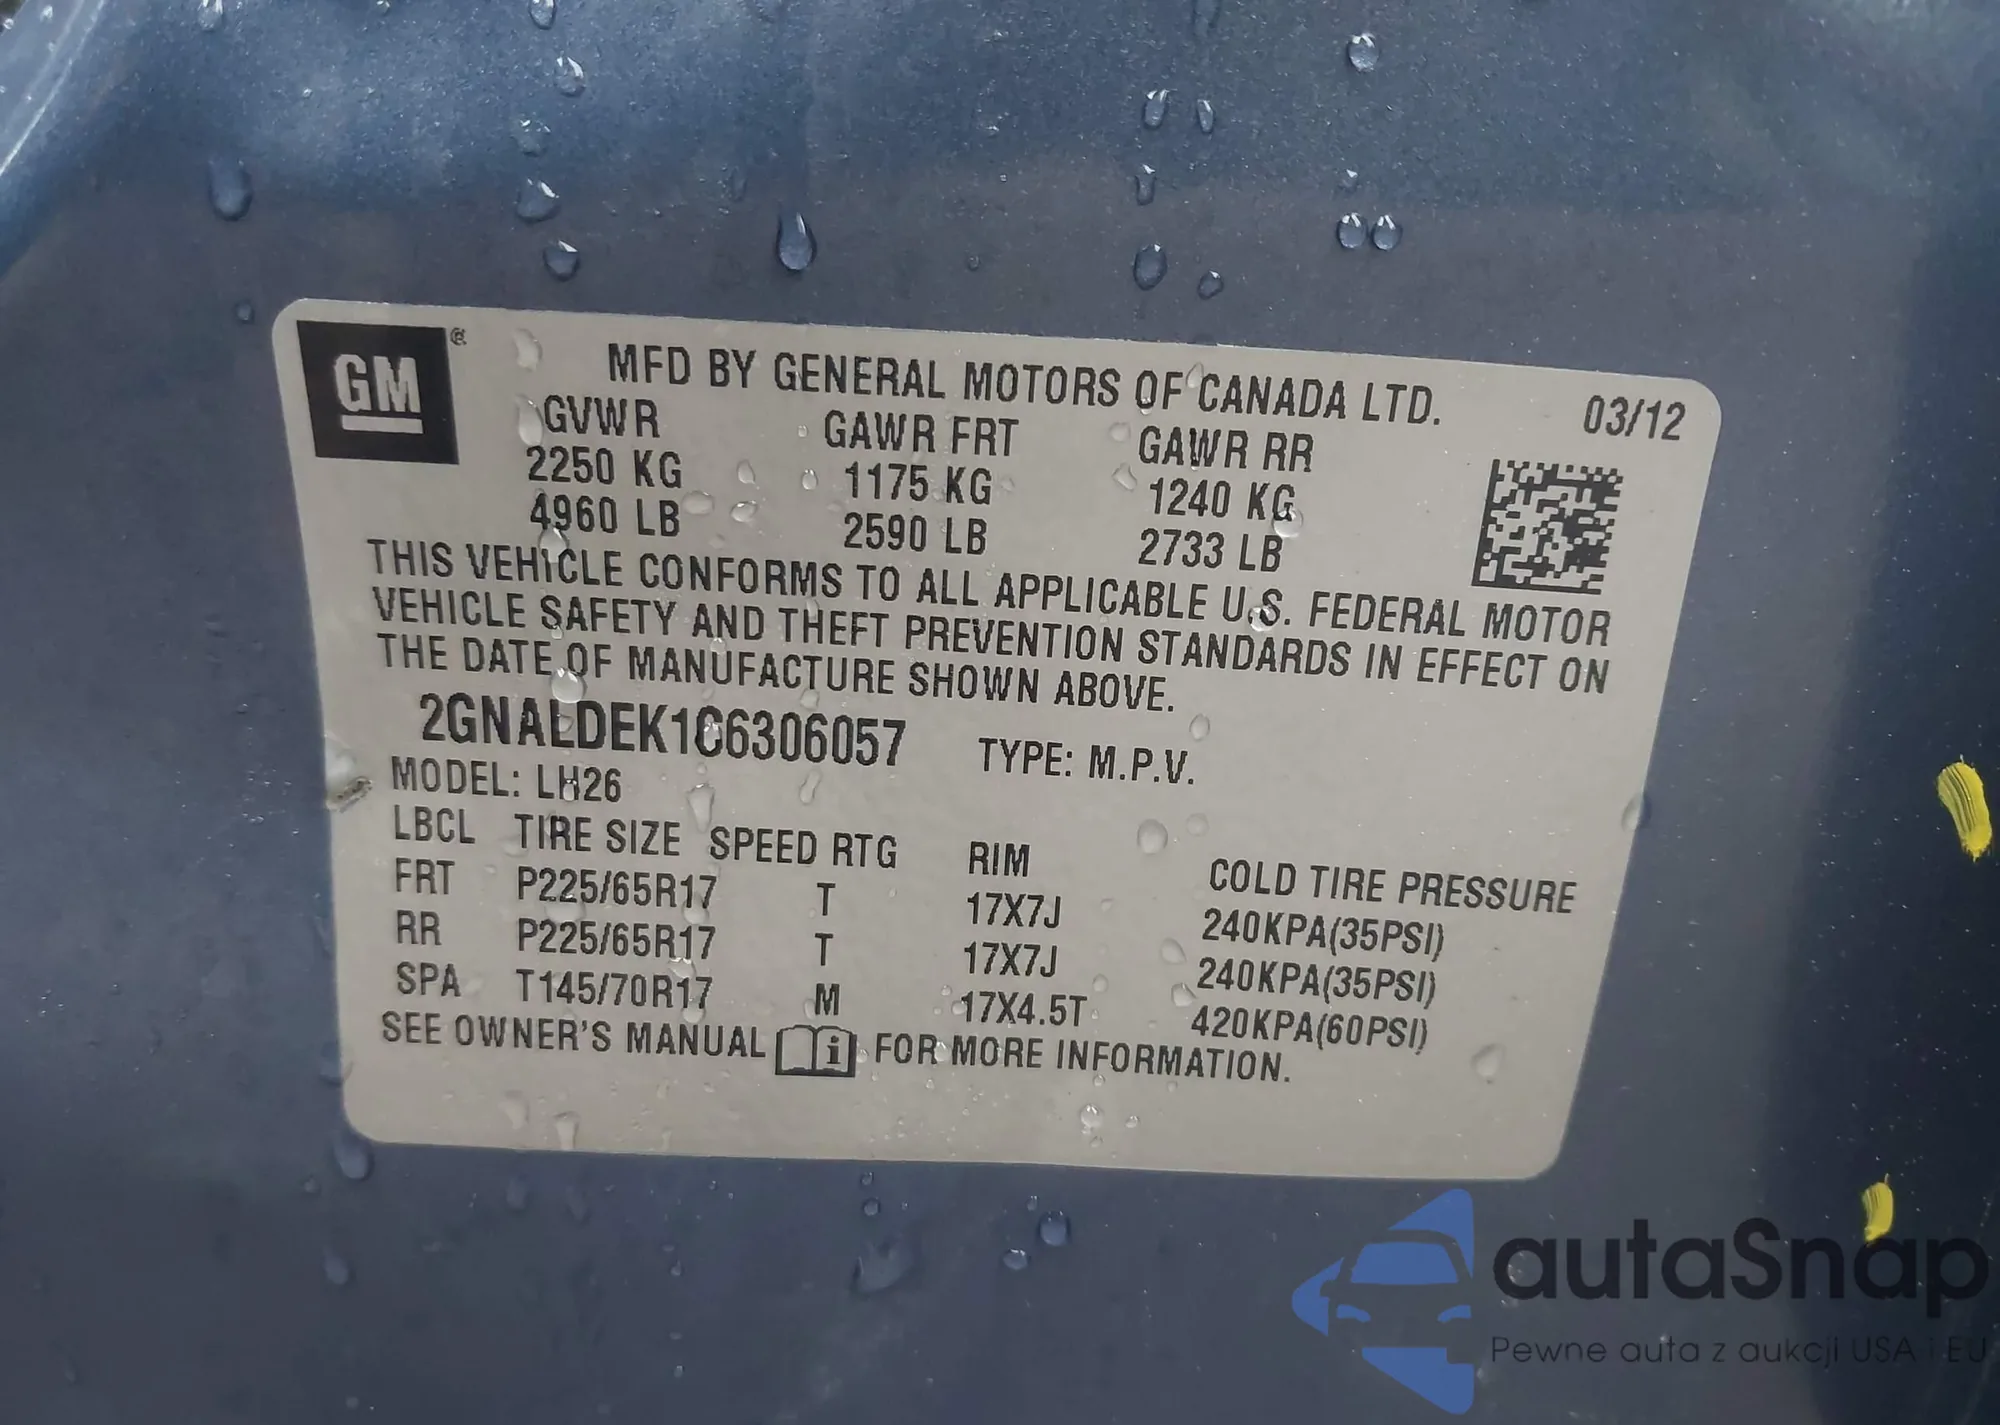 GM
MFD BY GENERAL MOTORS OF CANADA LTD.
03/12
GVWR GAWR FRT GAWR RR
2250 KG 1175 KG 1240 KG
4960 LB 2590 LB 2733 LB
THIS VEHICLE CONFORMS TO ALL APPLICABLE U.S. FEDERAL MOTOR
VEHICLE SAFETY AND THEFT PREVENTION STANDARDS IN EFFECT ON
THE DATE OF MANUFACTURE SHOWN ABOVE.
2GNALDEK1C6306057 TYPE: M.P.V.
MODEL: LH26
LBCL TIRE SIZE SPEED RTG RIM COLD TIRE PRESSURE
FRT P225/65R17 T 17X7J 240KPA(35PSI)
RR P225/65R17 T 17X7J 240KPA(35PSI)
SPA T145/70R17 M 17X4.5T 420KPA(60PSI)
SEE OWNER'S MANUAL i FOR MORE INFORMATION.
autaSnap
Pewne auta z aukcji USA i EU